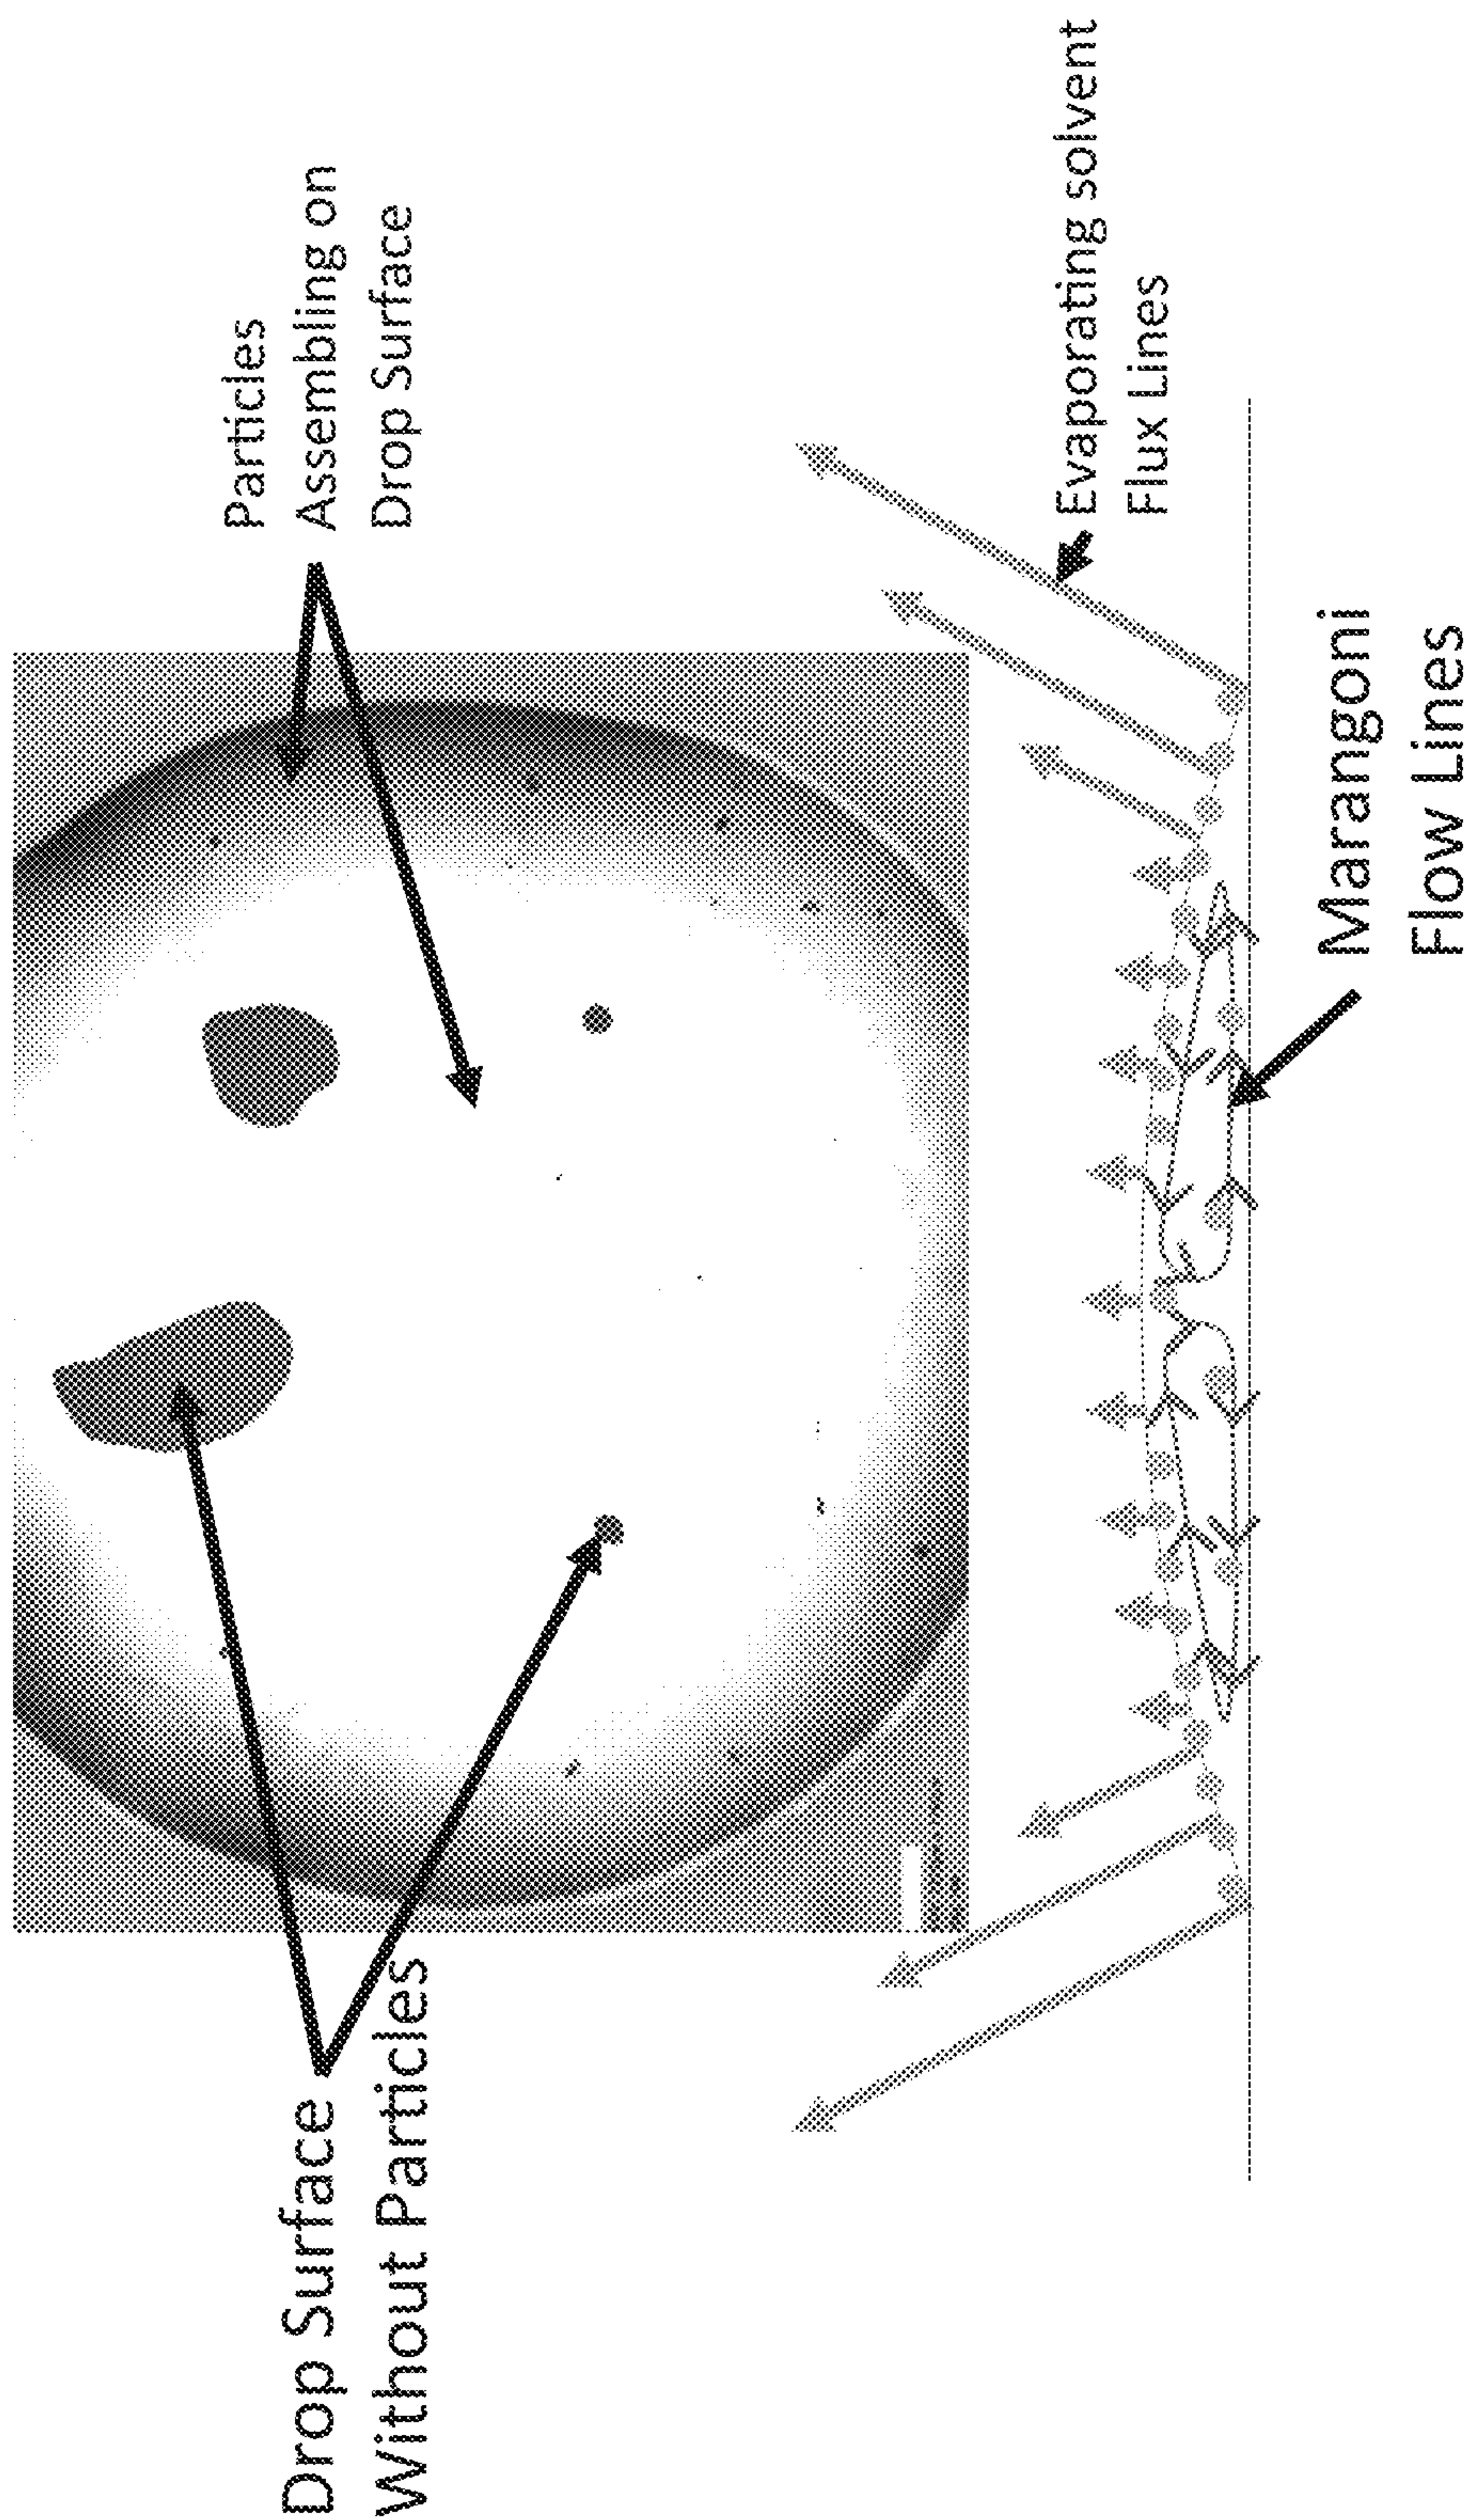 Drop Surface
Without Particles
Particles
Assembling on
Drop Surface
Evaporating solvent
Flux Lines
Marangoni
Flow Lines